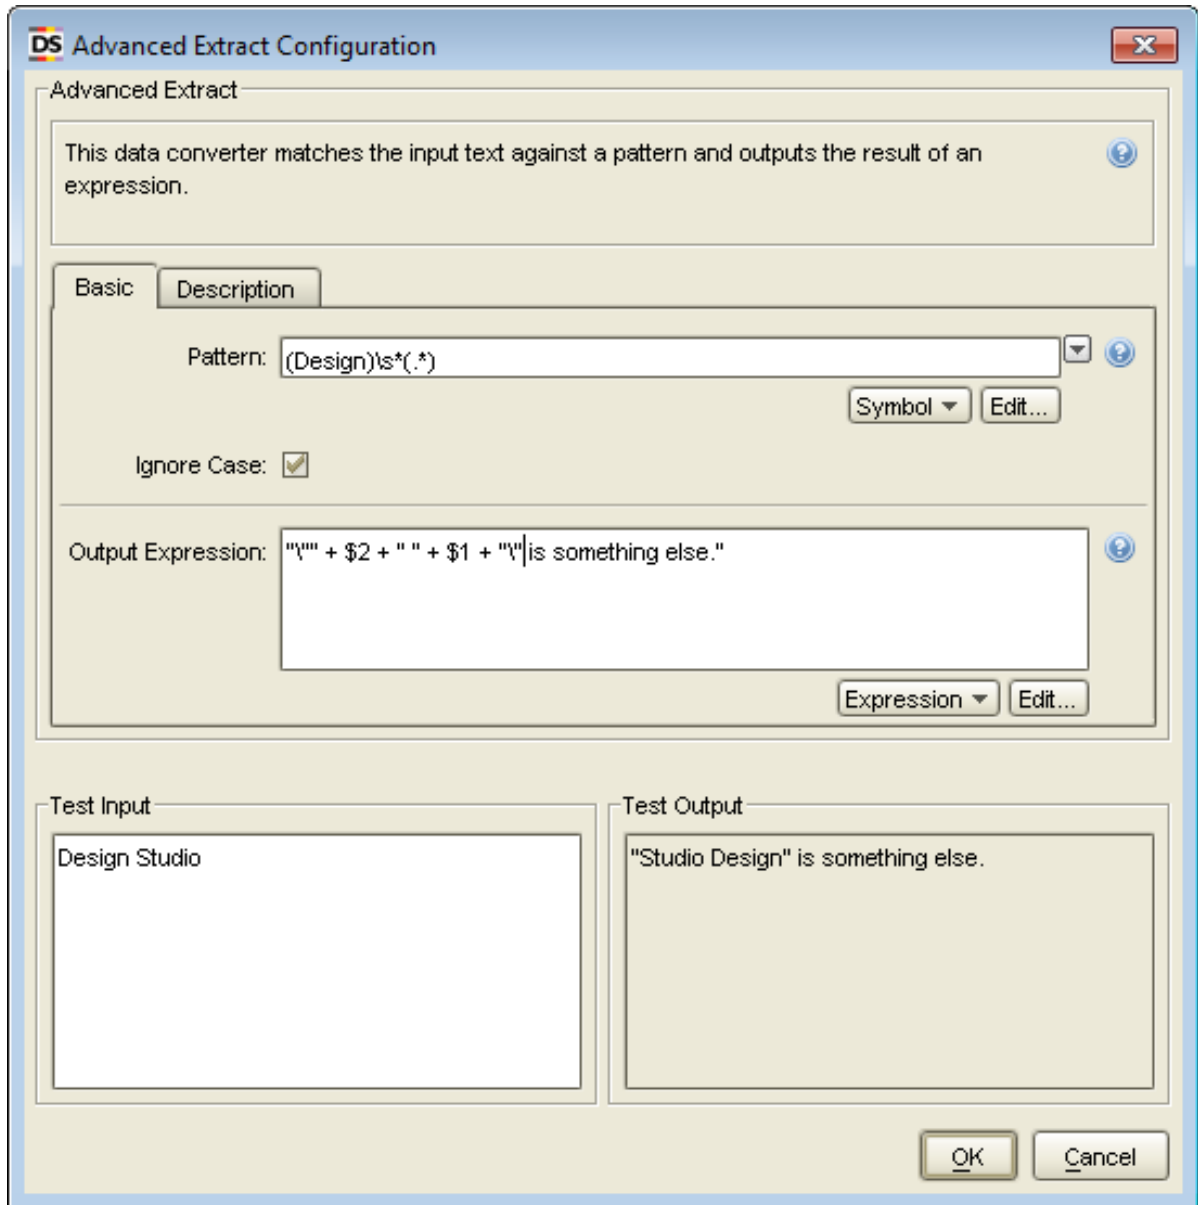 DS Advanced Extract Configuration
Advanced Extract
This data converter matches the input text against a pattern and outputs the result of an
expression.
Basic Description
Pattern: (Design)\s*(.*)
Symbol Edit...
Ignore Case:
Output Expression: "\"" + $2 + " " + $1 + "\" is something else."
Expression Edit...
Test Input Test Output
Design Studio "Studio Design" is something else.
OK Cancel